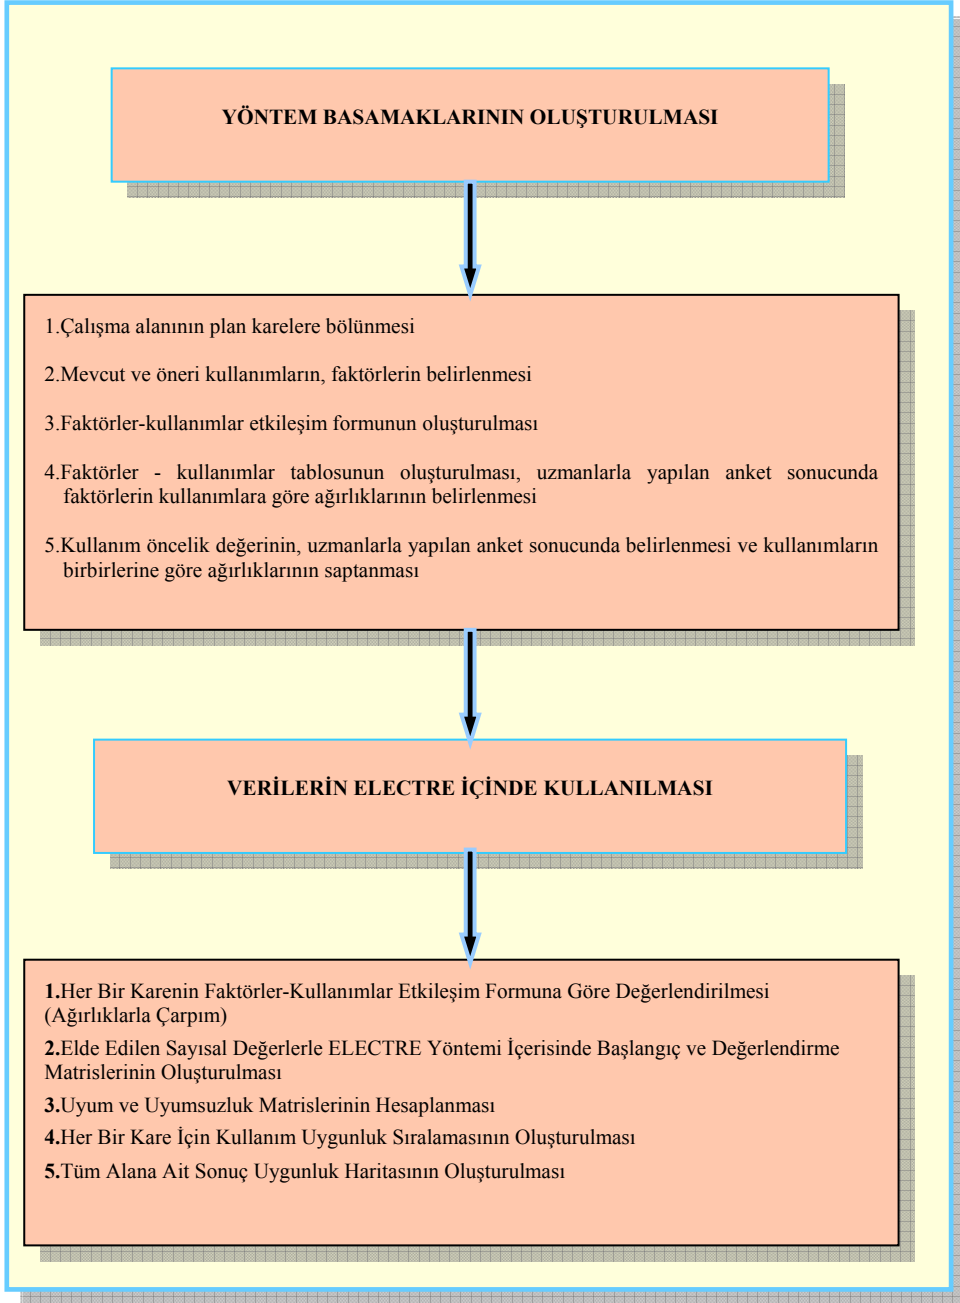 YÖNTEM BASAMAKLARININ OLUŞTURULMASI
1.Çalışma alanının plan karelere bölünmesi
2.Mevcut ve öneri kullanımların, faktörlerin belirlenmesi
3.Faktörler-kullanımlar etkileşim formunun oluşturulması
4.Faktörler - kullanımlar tablosunun oluşturulması, uzmanlarla yapılan anket sonucunda
faktörlerin kullanımlara göre ağırlıklarının belirlenmesi
5.Kullanım öncelik değerinin, uzmanlarla yapılan anket sonucunda belirlenmesi ve kullanımların
birbirlerine göre ağırlıklarının saptanması
VERİLERİN ELECTRE İÇİNDE KULLANILMASI
1.Her Bir Karenin Faktörler-Kullanımlar Etkileşim Formuna Göre Değerlendirilmesi
(Ağırlıklarla Çarpım)
2.Elde Edilen Sayısal Değerlerle ELECTRE Yöntemi İçerisinde Başlangıç ve Değerlendirme
Matrislerinin Oluşturulması
3.Uyum ve Uyumsuzluk Matrislerinin Hesaplanması
4.Her Bir Kare İçin Kullanım Uygunluk Sıralamasının Oluşturulması
5.Tüm Alana Ait Sonuç Uygunluk Haritasının Oluşturulması